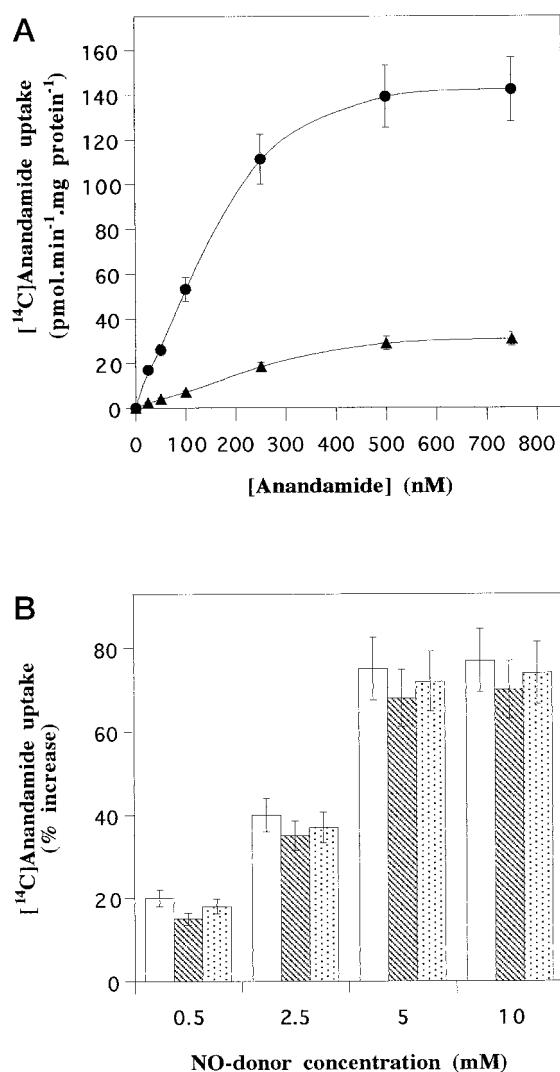 A
[¹⁴C]Anandamide uptake
(pmol.min⁻¹.mg protein⁻¹)
160
140
120
100
80
60
40
20
0
0 100 200 300 400 500 600 700 800
[Anandamide] (nM)
B
[¹⁴C]Anandamide uptake
(% increase)
80
60
40
20
0
0.5 2.5 5 10
NO-donor concentration (mM)